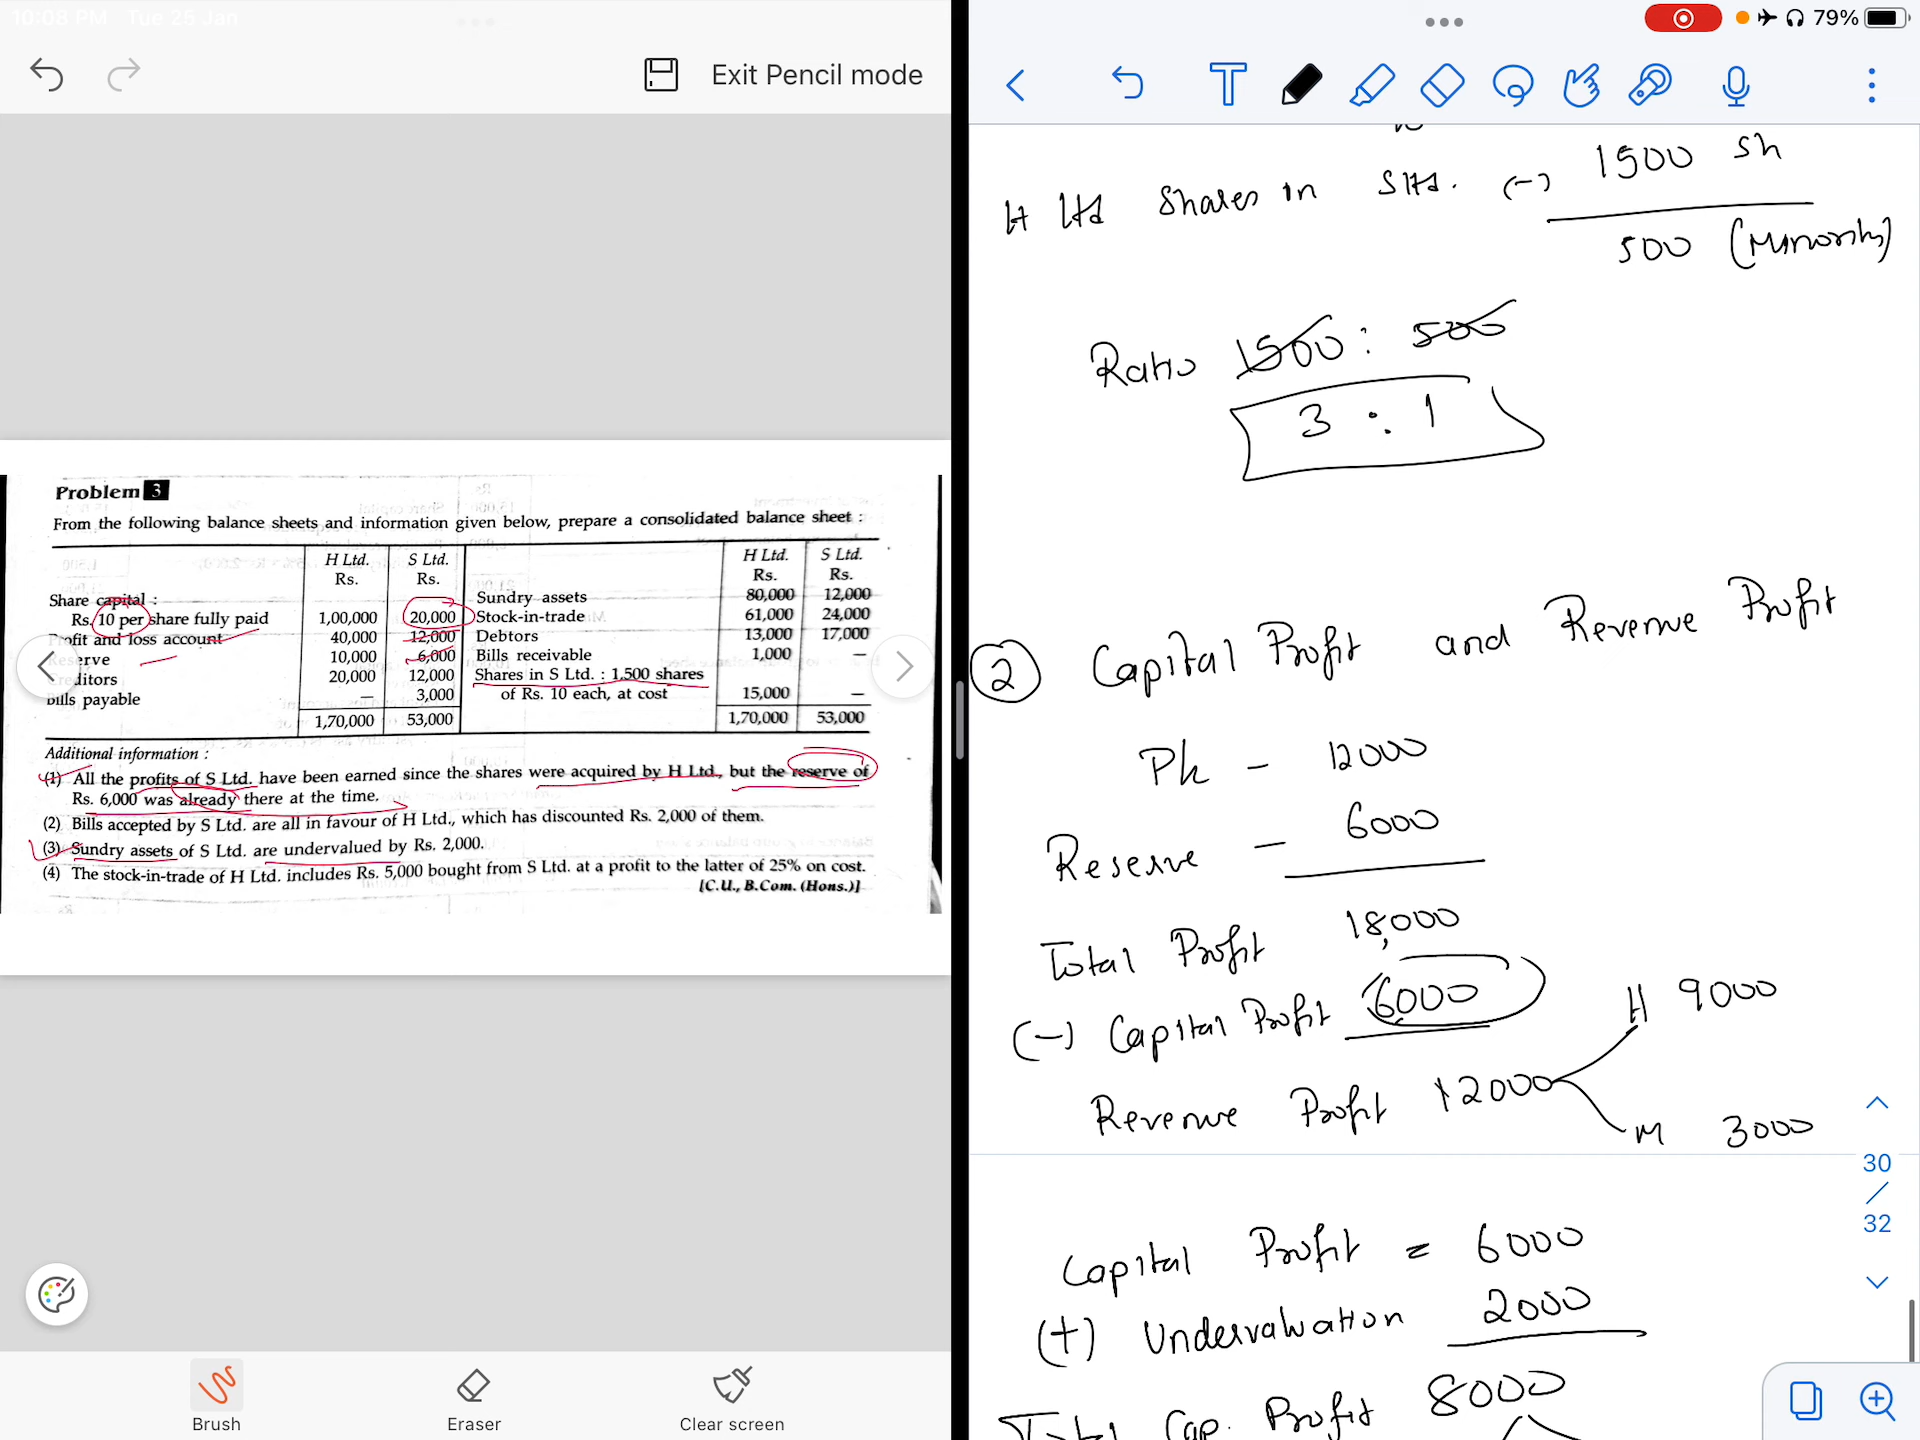 10:08 PM Tue 25 Jan
79%
Exit Pencil mode
Problem 3
From the following balance sheets and information given below, prepare a consolidated balance sheet :
H Ltd. S Ltd. H Ltd. S Ltd.
Rs. Rs. Rs. Rs.
Share capital : Sundry assets 80,000 12,000
Rs. 10 per share fully paid 1,00,000 20,000 Stock-in-trade 61,000 24,000
Profit and loss account 40,000 12,000 Debtors 13,000 17,000
Reserve 10,000 6,000 Bills receivable 1,000 —
Creditors 20,000 12,000 Shares in S Ltd. : 1,500 shares
Bills payable — 3,000 of Rs. 10 each, at cost 15,000 —
1,70,000 53,000 1,70,000 53,000
Additional information :
(1) All the profits of S Ltd. have been earned since the shares were acquired by H Ltd., but the reserve of
Rs. 6,000 was already there at the time.
(2) Bills accepted by S Ltd. are all in favour of H Ltd., which has discounted Rs. 2,000 of them.
(3) Sundry assets of S Ltd. are undervalued by Rs. 2,000.
(4) The stock-in-trade of H Ltd. includes Rs. 5,000 bought from S Ltd. at a profit to the latter of 25% on cost.
[C.U., B.Com. (Hons.)]
Brush
Eraser
Clear screen
H Ltd Shares in S Ltd. (-) 1500 sh
500 (Minority)
Ratio 1500 : 500
3 : 1
2 Capital Profit and Revenue Profit
P/L - 12000
Reserve - 6000
Total Profit 18,000
(-) Capital Profit 6000
H 9000
Revenue Profit 12000
M 3000
Capital Profit = 6000
(+) Undervaluation 2000
Total Cap. Profit 8000
30
/
32